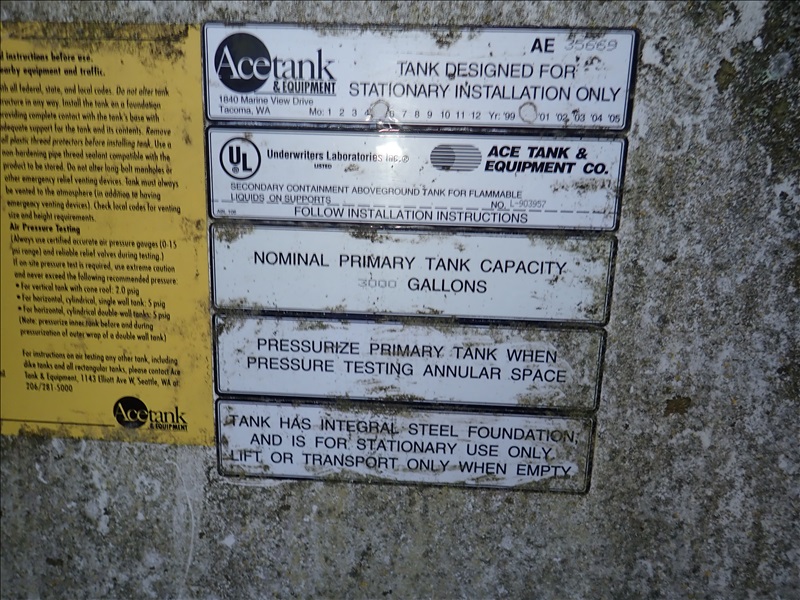 d instructions before use.
earby equipment and traffic.
th all federal, state, and local codes. Do not alter tank
ructure in any way. Install the tank on a foundation
roviding complete contact with the tank's base with
adequate support for the tank and its contents. Remove
all plastic thread protectors before installing tank. Use a
non-hardening pipe thread sealant compatible with the
product to be stored. Do not alter long bolt manholes or
other emergency relief venting devices. Tank must always
be vented to the atmosphere (in addition to having
emergency venting devices). Check local codes for venting
size and height requirements.
Air Pressure Testing
(Always use certified accurate air pressure gauges (0-15
psi range) and reliable relief valves during testing.)
If on-site pressure test is required, use extreme caution
and never exceed the following recommended pressure:
• For vertical tank with cone roof: 2.0 psig
• For horizontal, cylindrical, single wall tank: 5 psig
• For horizontal, cylindrical double wall tank: 5 psig
(Note: pressurize inner tank before and during
pressurization of outer wrap of a double wall tank)
For instructions on air testing any other tank, including
dike tanks and all rectangular tanks, please contact Ace
Tank & Equipment, 1143 Elliott Ave W, Seattle, WA at:
206/281-5000
Acetank
& EQUIPMENT
Acetank
& EQUIPMENT
1840 Marine View Drive
Tacoma, WA
AE 35669
TANK DESIGNED FOR
STATIONARY INSTALLATION ONLY
Mo: 1 2 3 4 6 7 8 9 10 11 12 Yr: '99 '01 '02 '03 '04 '05
UL
Underwriters Laboratories Inc.®
LISTED
ACE TANK &
EQUIPMENT CO.
SECONDARY CONTAINMENT ABOVEGROUND TANK FOR FLAMMABLE
LIQUIDS ON SUPPORTS
NO. L-903957
FOLLOW INSTALLATION INSTRUCTIONS
NOMINAL PRIMARY TANK CAPACITY
3000 GALLONS
PRESSURIZE PRIMARY TANK WHEN
PRESSURE TESTING ANNULAR SPACE
TANK HAS INTEGRAL STEEL FOUNDATION,
AND IS FOR STATIONARY USE ONLY
LIFT OR TRANSPORT ONLY WHEN EMPTY